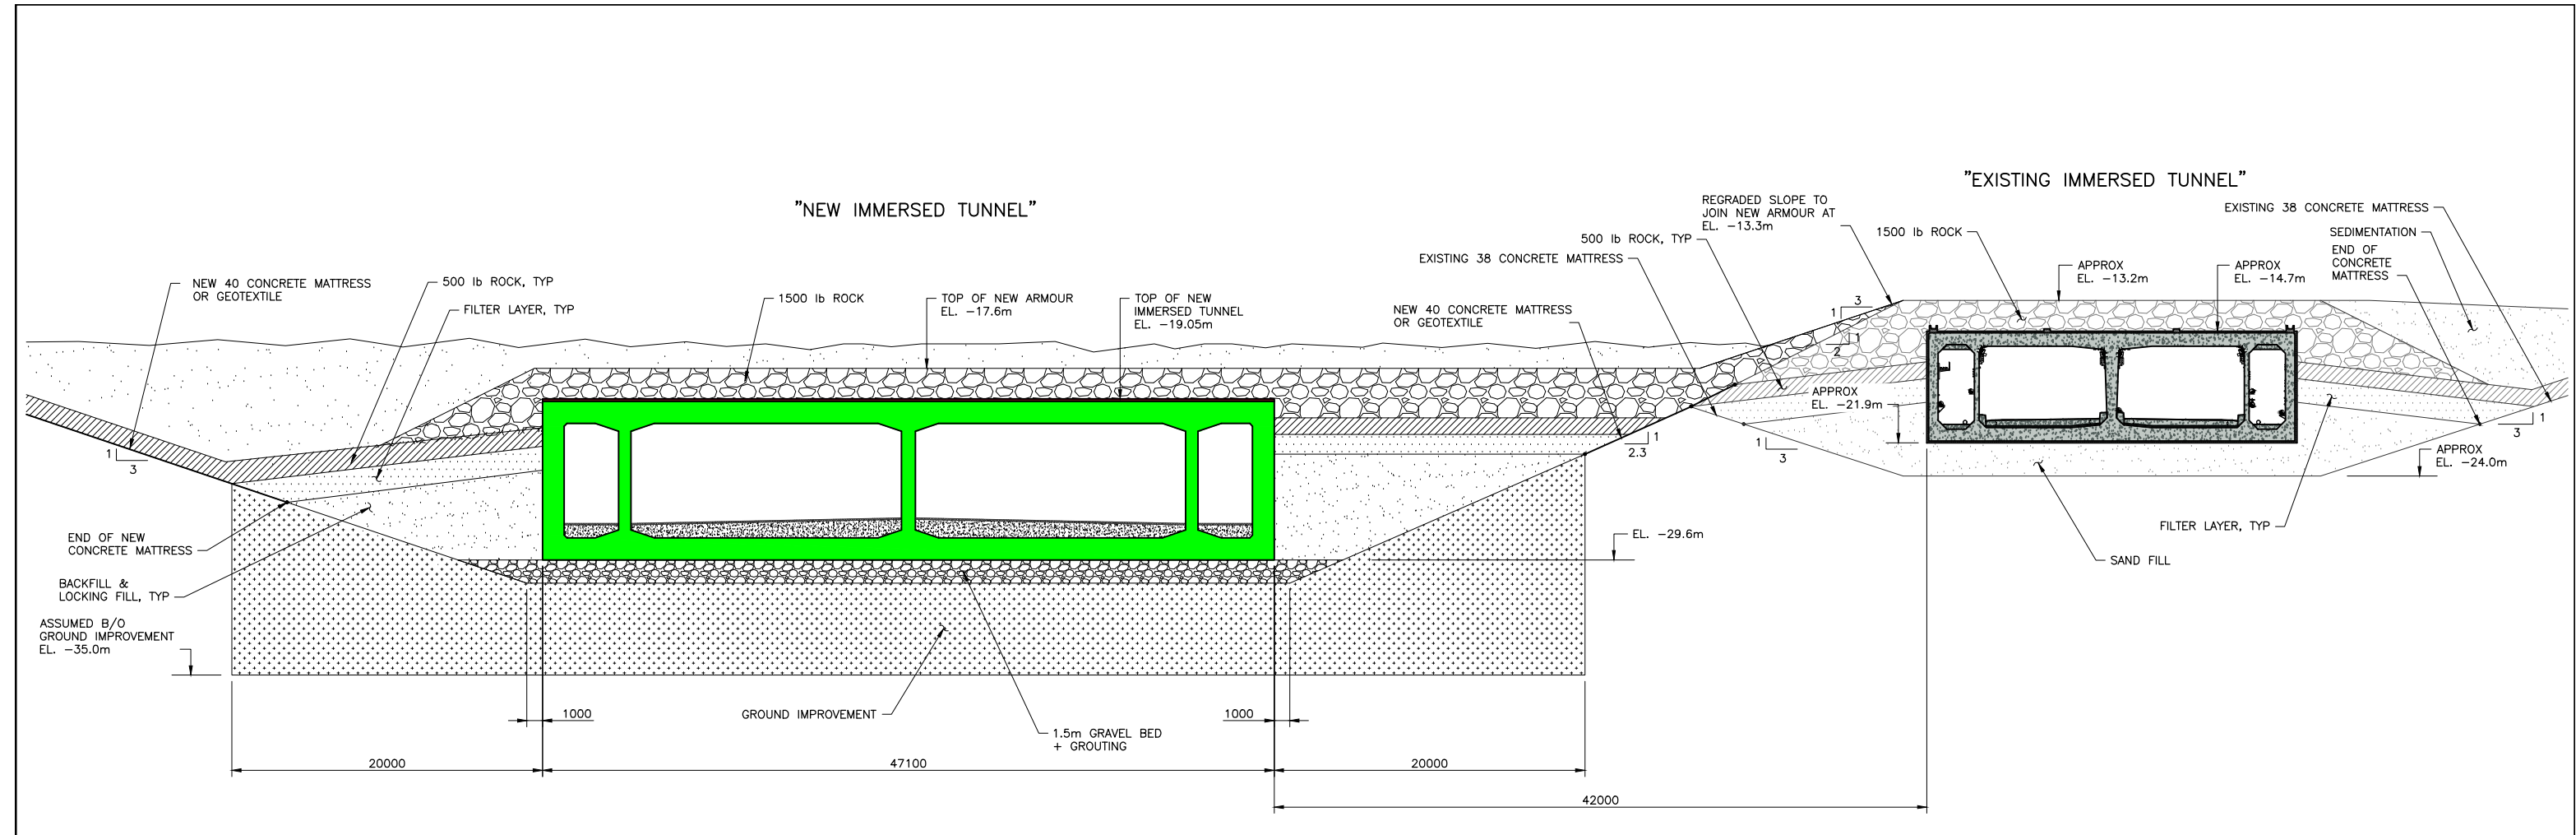 "NEW IMMERSED TUNNEL"
"EXISTING IMMERSED TUNNEL"
NEW 40 CONCRETE MATTRESS
OR GEOTEXTILE
500 lb ROCK, TYP
FILTER LAYER, TYP
1500 lb ROCK
TOP OF NEW ARMOUR
EL. -17.6m
TOP OF NEW
IMMERSED TUNNEL
EL. -19.05m
NEW 40 CONCRETE MATTRESS
OR GEOTEXTILE
EXISTING 38 CONCRETE MATTRESS
500 lb ROCK, TYP
REGRADED SLOPE TO
JOIN NEW ARMOUR AT
EL. -13.3m
1500 lb ROCK
APPROX
EL. -13.2m
APPROX
EL. -14.7m
EXISTING 38 CONCRETE MATTRESS
SEDIMENTATION
END OF
CONCRETE
MATTRESS
1
3
1
2
APPROX
EL. -21.9m
1
3
1
2.3
1
3
1
3
APPROX
EL. -24.0m
FILTER LAYER, TYP
SAND FILL
EL. -29.6m
END OF NEW
CONCRETE MATTRESS
BACKFILL &
LOCKING FILL, TYP
ASSUMED B/O
GROUND IMPROVEMENT
EL. -35.0m
1000
GROUND IMPROVEMENT
1000
1.5m GRAVEL BED
+ GROUTING
20000
47100
20000
42000